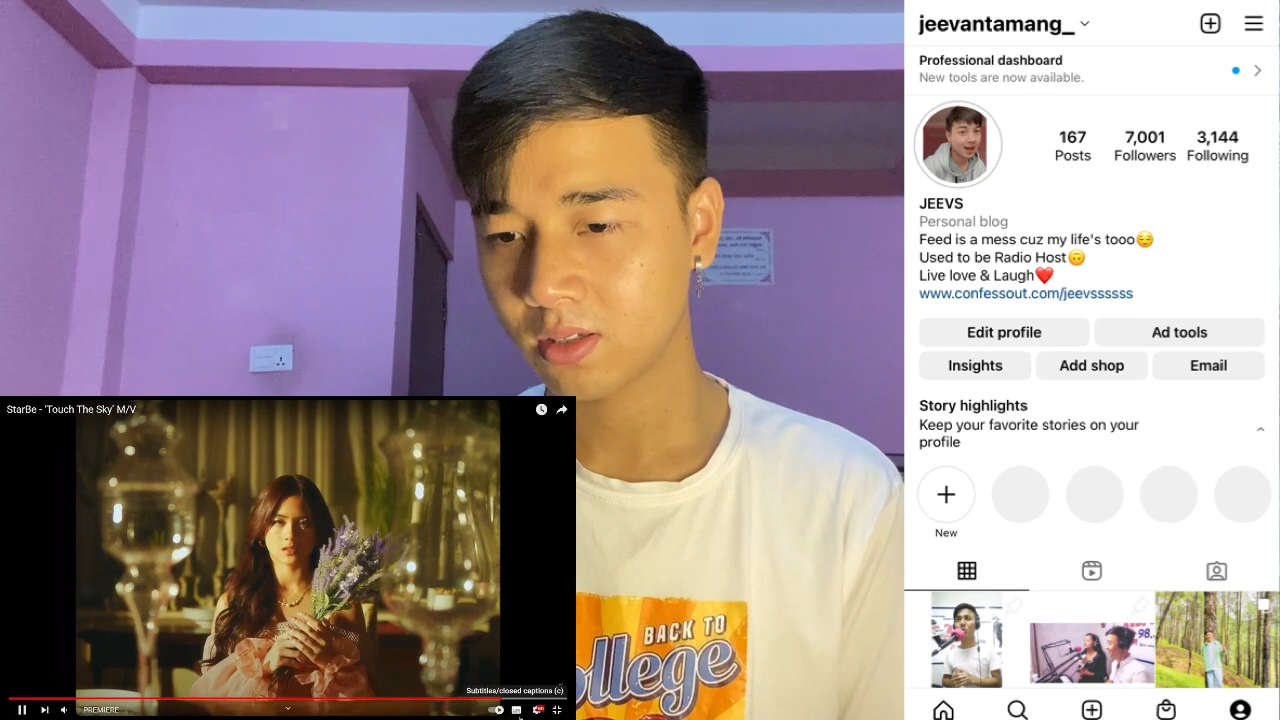 jeevantamang_
Professional dashboard
New tools are now available.
167
Posts
7,001
Followers
3,144
Following
JEEVS
Personal blog
Feed is a mess cuz my life's tooo😌
Used to be Radio Host🙃
Live love & Laugh❤️
www.confessout.com/jeevssssss
Edit profile
Ad tools
Insights
Add shop
Email
Story highlights
Keep your favorite stories on your
profile
New
98.
StarBe - 'Touch The Sky' M/V
Subtitles/closed captions (c)
PREMIERE
BACK TO
ollege